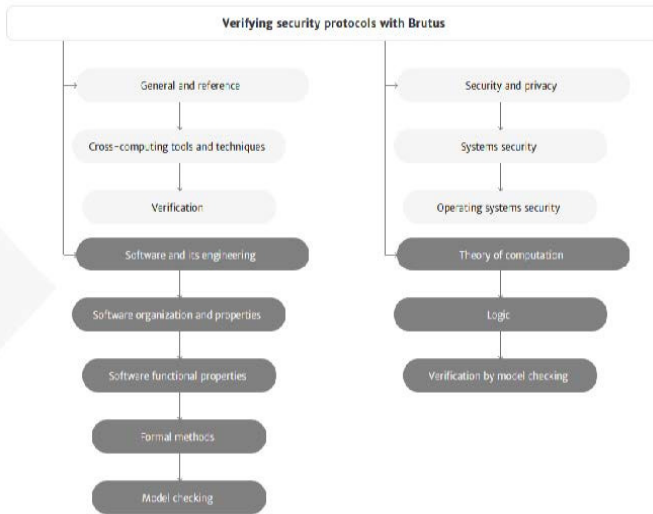 Verifying security protocols with Brutus
General and reference
Cross-computing tools and techniques
Verification
Software and its engineering
Software organization and properties
Software functional properties
Formal methods
Model checking
Security and privacy
Systems security
Operating systems security
Theory of computation
Logic
Verification by model checking